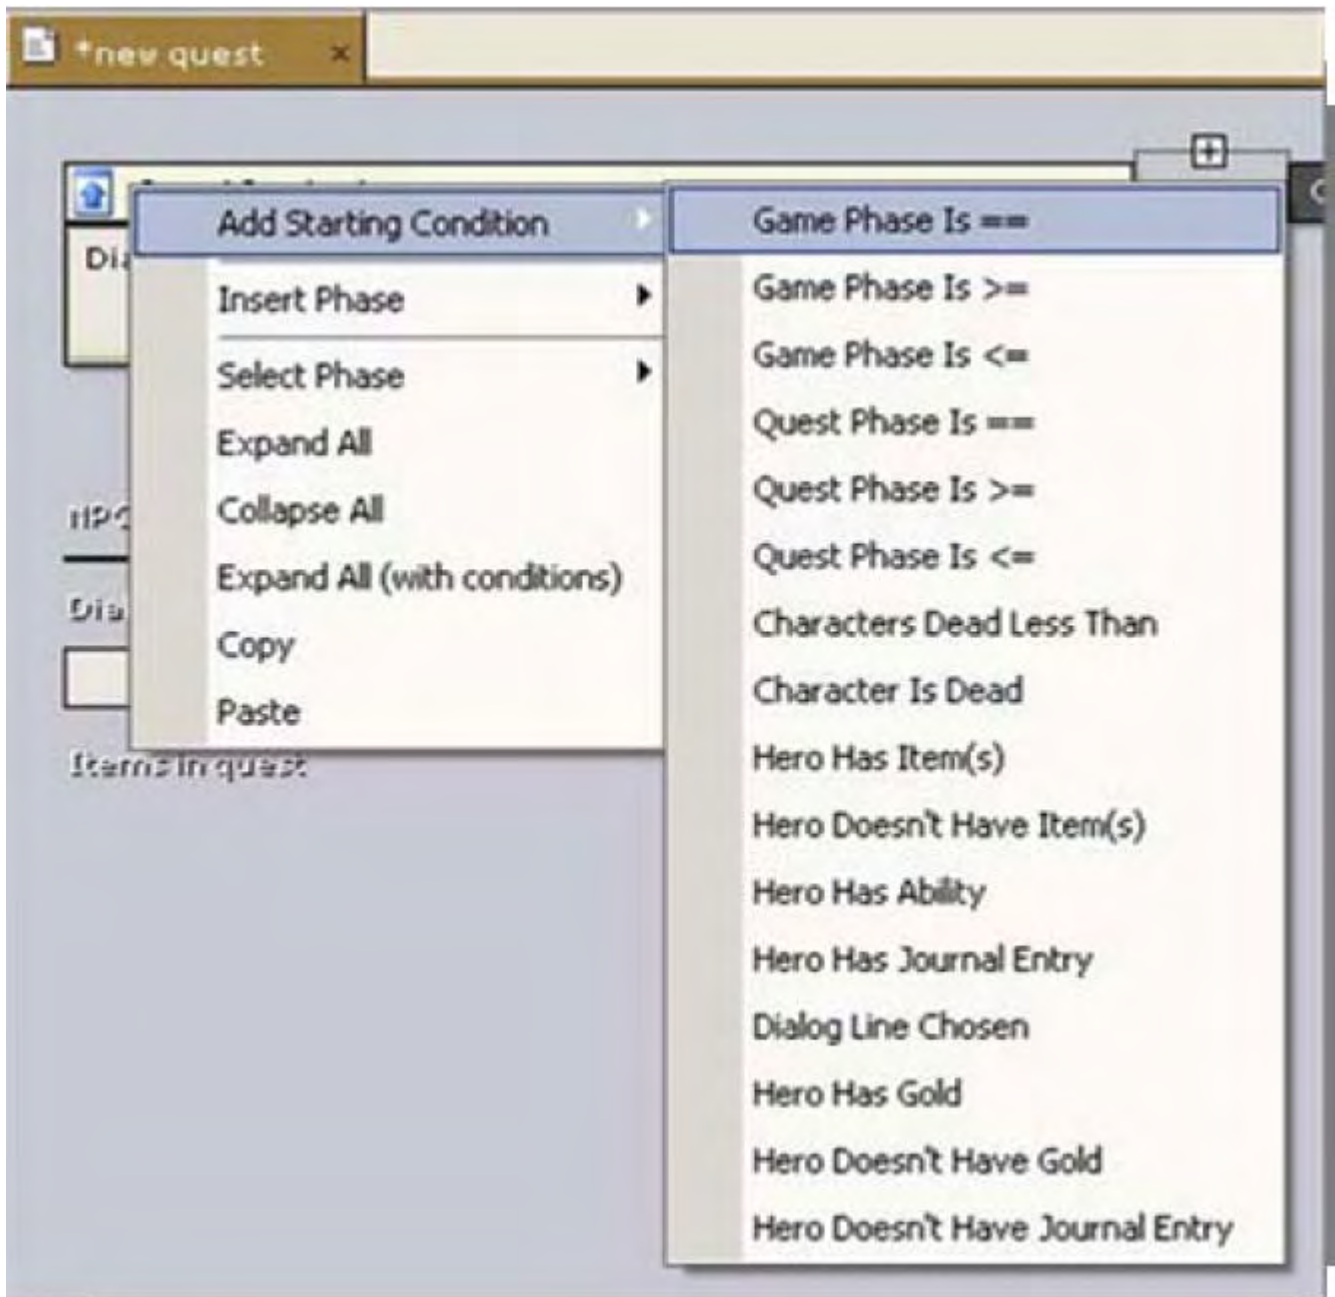 *new quest
Add Starting Condition
Insert Phase
Select Phase
Expand All
Collapse All
Expand All (with conditions)
Copy
Paste
Game Phase Is ==
Game Phase Is >=
Game Phase Is <=
Quest Phase Is ==
Quest Phase Is >=
Quest Phase Is <=
Characters Dead Less Than
Character Is Dead
Hero Has Item(s)
Hero Doesn't Have Item(s)
Hero Has Ability
Hero Has Journal Entry
Dialog Line Chosen
Hero Has Gold
Hero Doesn't Have Gold
Hero Doesn't Have Journal Entry
Dia
NPC
Dia
Items in quest